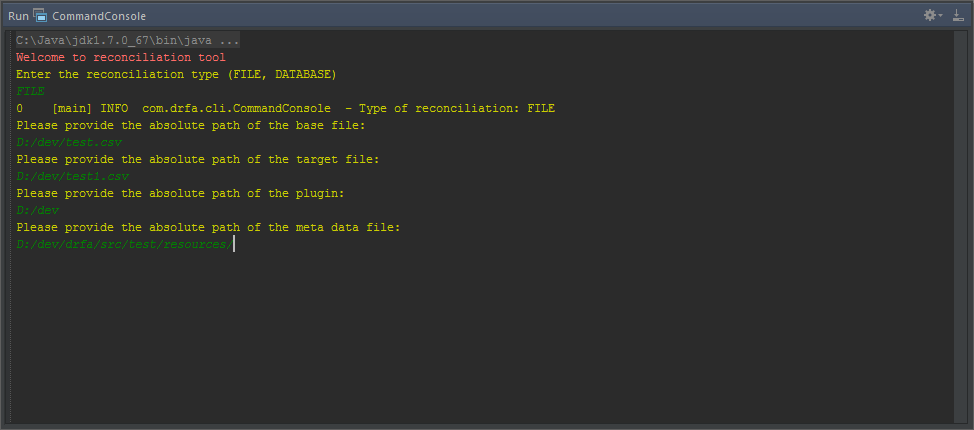 Run CommandConsole
C:\Java\jdk1.7.0_67\bin\java ...
Welcome to reconciliation tool
Enter the reconciliation type (FILE, DATABASE)
FILE
0    [main] INFO  com.drfa.cli.CommandConsole  - Type of reconciliation: FILE
Please provide the absolute path of the base file:
D:/dev/test.csv
Please provide the absolute path of the target file:
D:/dev/test1.csv
Please provide the absolute path of the plugin:
D:/dev
Please provide the absolute path of the meta data file:
D:/dev/drfa/src/test/resources/